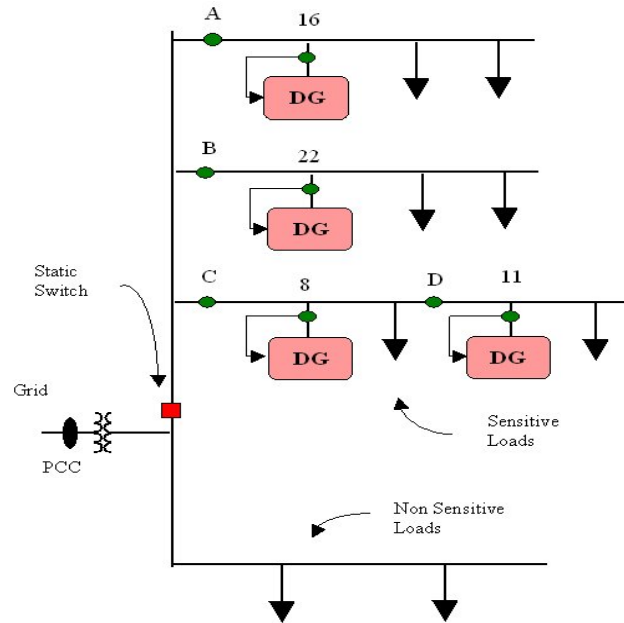 A
16
DG
B
22
DG
Static
Switch
C
8
D
11
DG
DG
Grid
Sensitive
Loads
PCC
Non Sensitive
Loads